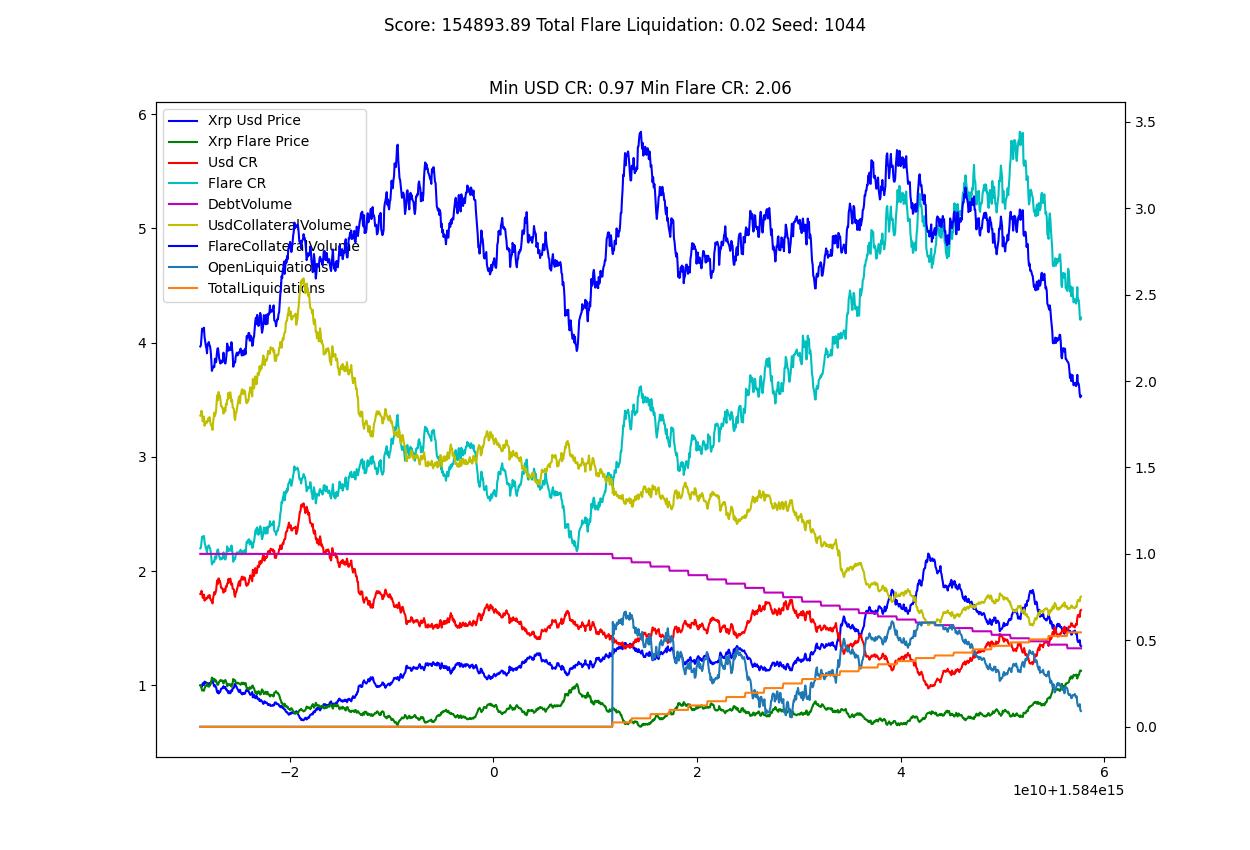 Score: 154893.89 Total Flare Liquidation: 0.02 Seed: 1044
Min USD CR: 0.97 Min Flare CR: 2.06
Xrp Usd Price
Xrp Flare Price
Usd CR
Flare CR
DebtVolume
UsdCollateralVolume
FlareCollateralVolume
OpenLiquidations
TotalLiquidations
6
5
4
3
2
1
3.5
3.0
2.5
2.0
1.5
1.0
0.5
0.0
−2 0 2 4 6
1e10+1.584e15